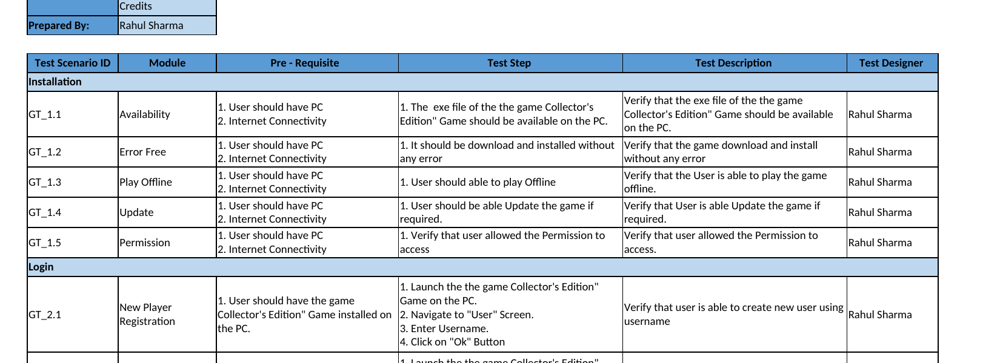 Credits
Prepared By: Rahul Sharma
Test Scenario ID Module Pre - Requisite Test Step Test Description Test Designer
Installation
GT_1.1
Availability
1. User should have PC
2. Internet Connectivity
1. The  exe file of the the game Collector's
Edition" Game should be available on the PC.
Verify that the exe file of the the game
Collector's Edition" Game should be available
on the PC.
Rahul Sharma
GT_1.2
Error Free
1. User should have PC
2. Internet Connectivity
1. It should be download and installed without
any error
Verify that the game download and install
without any error
Rahul Sharma
GT_1.3
Play Offline
1. User should have PC
2. Internet Connectivity
1. User should able to play Offline
Verify that the User is able to play the game
offline.
Rahul Sharma
GT_1.4
Update
1. User should have PC
2. Internet Connectivity
1. User should be able Update the game if
required.
Verify that User is able Update the game if
required.
Rahul Sharma
GT_1.5
Permission
1. User should have PC
2. Internet Connectivity
1. Verify that user allowed the Permission to
access
Verify that user allowed the Permission to
access.
Rahul Sharma
Login
GT_2.1
New Player
Registration
1. User should have the game
Collector's Edition" Game installed on
the PC.
1. Launch the the game Collector's Edition"
Game on the PC.
2. Navigate to "User" Screen.
3. Enter Username.
4. Click on "Ok" Button
Verify that user is able to create new user using
username
Rahul Sharma
1. Launch the the game Collector's Edition"